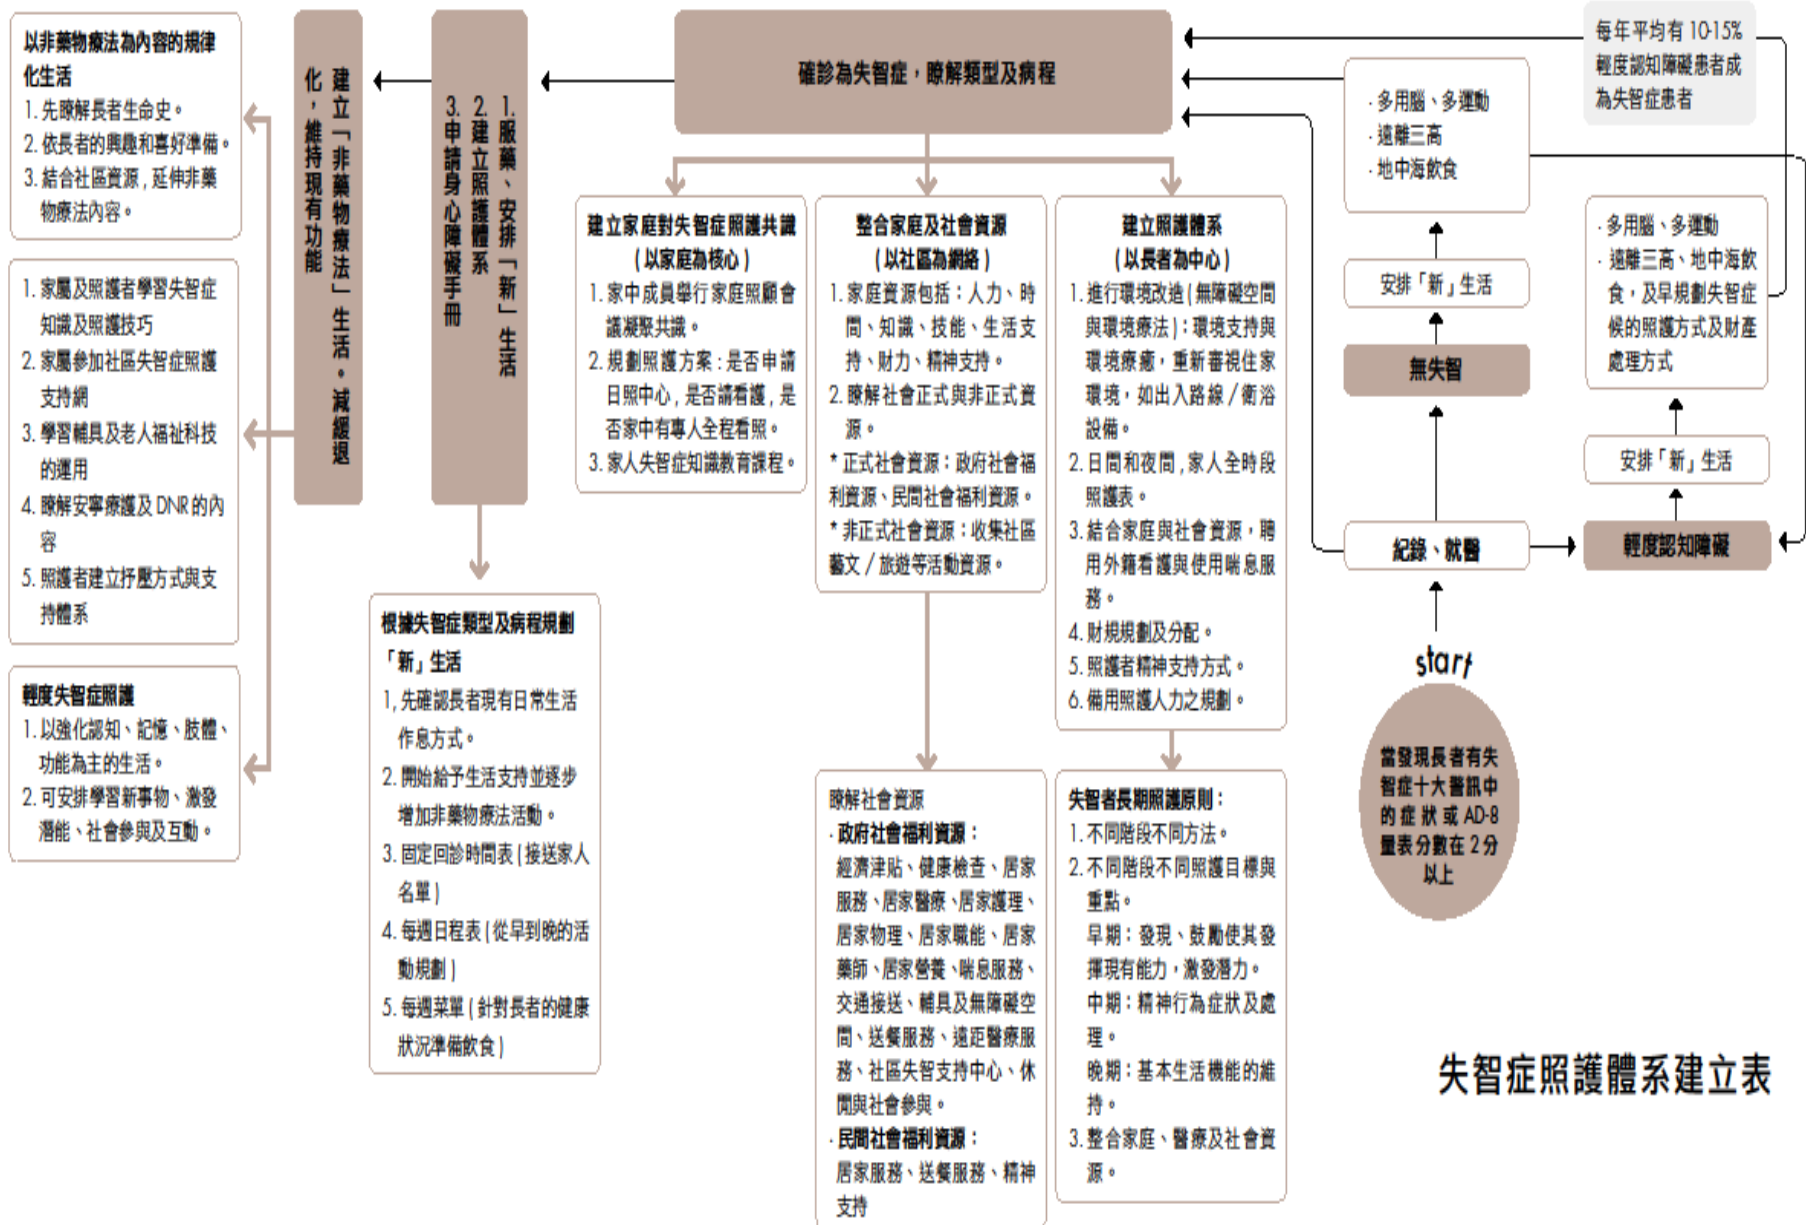 以非藥物療法為內容的規律
化生活
1. 先瞭解長者生命史。
2. 依長者的興趣和喜好準備。
3. 結合社區資源 , 延伸非藥
物療法內容。
1. 家屬及照護者學習失智症
知識及照護技巧
2. 家屬參加社區失智症照護
支持網
3. 學習輔具及老人福祉科技
的運用
4. 瞭解安寧療護及 DNR 的內
容
5. 照護者建立抒壓方式與支
持體系
輕度失智症照護
1. 以強化認知、記憶、肢體、
功能為主的生活。
2. 可安排學習新事物、激發
潛能、社會參與及互動。
建立「非藥物療法」生活。減緩退
化,維持現有功能
1. 服藥、安排「新」生活
2. 建立照護體系
3. 申請身心障礙手冊
根據失智症類型及病程規劃
「新」生活
1, 先確認長者現有日常生活
作息方式。
2. 開始給予生活支持並逐步
增加非藥物療法活動。
3. 固定回診時間表 ( 接送家人
名單 )
4. 每週日程表 ( 從早到晚的活
動規劃 )
5. 每週菜單 ( 針對長者的健康
狀況準備飲食 )
確診為失智症,瞭解類型及病程
建立家庭對失智症照護共識
( 以家庭為核心 )
1. 家中成員舉行家庭照顧會
議凝聚共識。
2. 規劃照護方案 : 是否申請
日照中心 , 是否請看護 , 是
否家中有專人全程看照。
3. 家人失智症知識教育課程。
整合家庭及社會資源
( 以社區為網絡 )
1. 家庭資源包括:人力、時
間、知識、技能、生活支
持、財力、精神支持。
2. 瞭解社會正式與非正式資
源。
* 正式社會資源:政府社會福
利資源、民間社會福利資源。
* 非正式社會資源:收集社區
藝文/旅遊等活動資源。
瞭解社會資源
· 政府社會福利資源:
經濟津貼、健康檢查、居家
服務、居家醫療、居家護理、
居家物理、居家職能、居家
藥師、居家營養、喘息服務、
交通接送、輔具及無障礙空
間、送餐服務、遠距醫療服
務、社區失智支持中心、休
閒與社會參與。
· 民間社會福利資源:
居家服務、送餐服務、精神
支持
建立照護體系
( 以長者為中心 )
1. 進行環境改造 ( 無障礙空間
與環境療法 ):環境支持與
環境療癒,重新審視住家
環境,如出入路線/衛浴
設備。
2. 日間和夜間 , 家人全時段
照護表。
3. 結合家庭與社會資源,聘
用外籍看護與使用喘息服
務。
4. 財規規劃及分配。
5. 照護者精神支持方式。
6. 備用照護人力之規劃。
失智者長期照護原則:
1. 不同階段不同方法。
2. 不同階段不同照護目標與
重點。
早期:發現、鼓勵使其發
揮現有能力,激發潛力。
中期:精神行為症狀及處
理。
晚期:基本生活機能的維
持。
3. 整合家庭、醫療及社會資
源。
每年平均有 10-15%
輕度認知障礙患者成
為失智症患者
· 多用腦、多運動
· 遠離三高
· 地中海飲食
安排「新」生活
無失智
· 多用腦、多運動
· 遠離三高、地中海飲
食,及早規劃失智症
候的照護方式及財產
處理方式
安排「新」生活
紀錄、就醫
輕度認知障礙
start
當發現長者有失
智症十大警訊中
的症狀或 AD-8
量表分數在 2 分
以上
失智症照護體系建立表